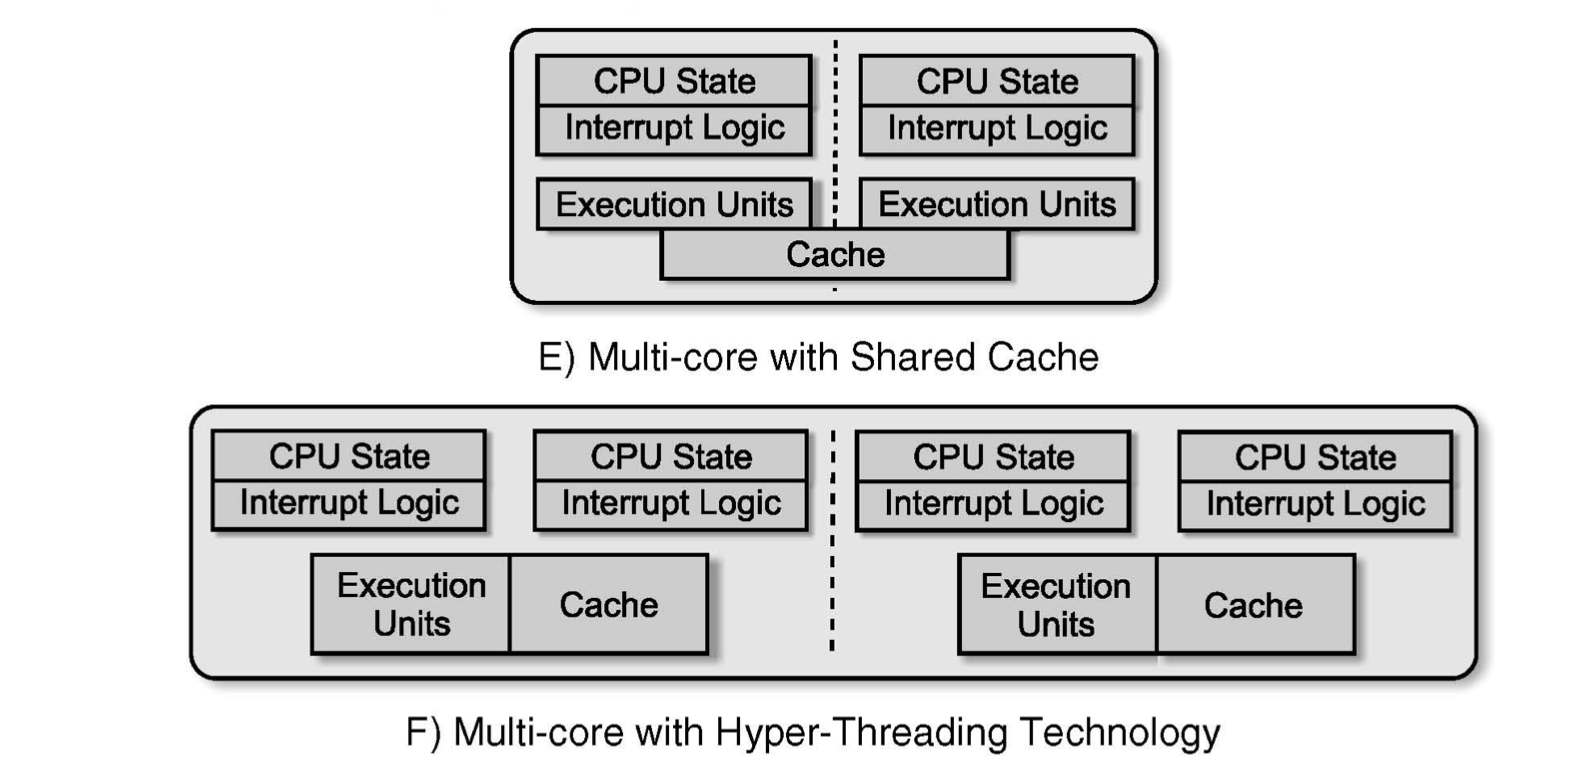 CPU State
CPU State
Interrupt Logic
Interrupt Logic
Execution Units
Execution Units
Cache
E) Multi-core with Shared Cache
CPU State
CPU State
CPU State
CPU State
Interrupt Logic
Interrupt Logic
Interrupt Logic
Interrupt Logic
Execution
Units
Cache
Execution
Units
Cache
F) Multi-core with Hyper-Threading Technology